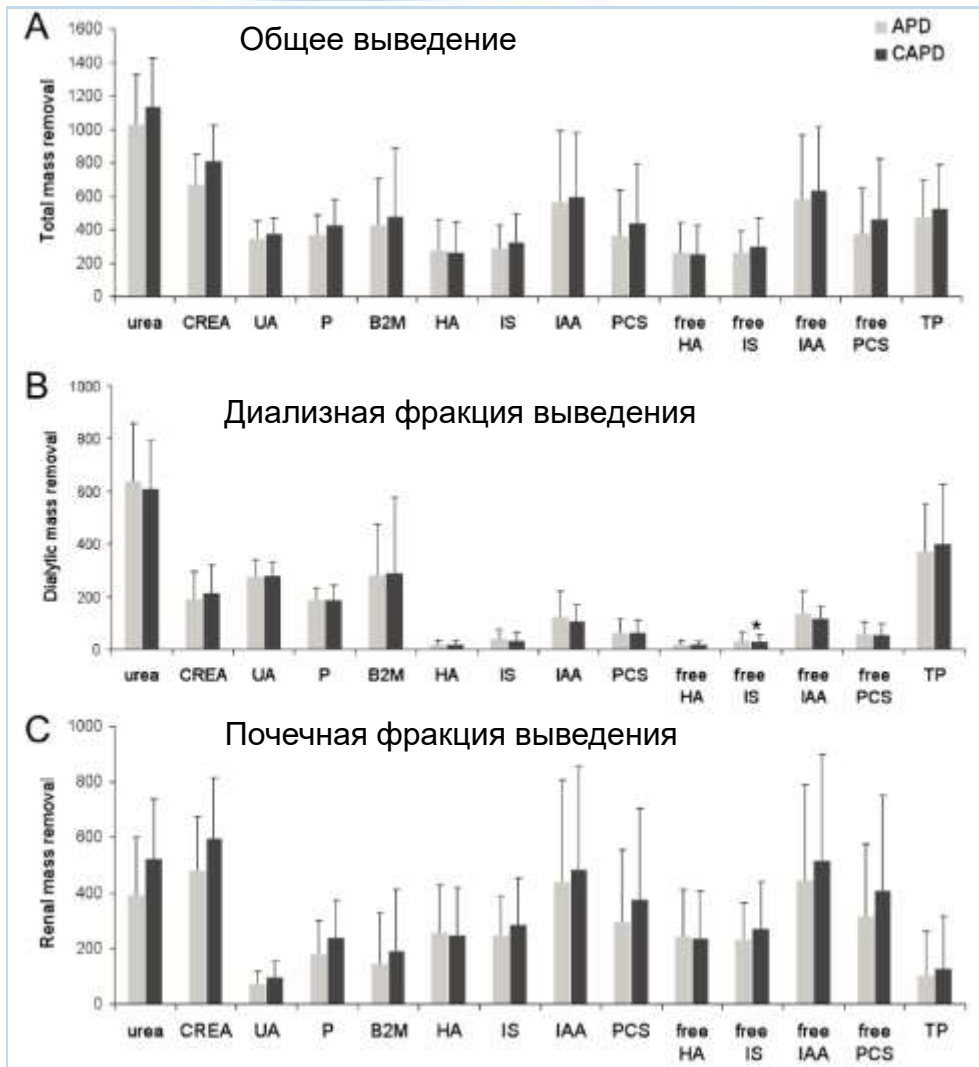 A
Общее выведение
APD
CAPD
Total mass removal
1600
1400
1200
1000
800
600
400
200
0
urea CREA UA P B2M HA IS IAA PCS free HA free IS free IAA free PCS TP
B
Диализная фракция выведения
Dialytic mass removal
1000
800
600
400
200
0
*
urea CREA UA P B2M HA IS IAA PCS free HA free IS free IAA free PCS TP
C
Почечная фракция выведения
Renal mass removal
1000
800
600
400
200
0
urea CREA UA P B2M HA IS IAA PCS free HA free IS free IAA free PCS TP